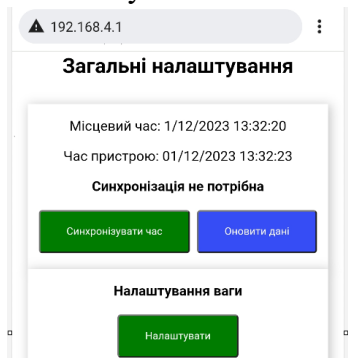 192.168.4.1
Загальні налаштування
Місцевий час: 1/12/2023 13:32:20
Час пристрою: 01/12/2023 13:32:23
Синхронізація не потрібна
Синхронізувати час
Оновити дані
Налаштування ваги
Налаштувати